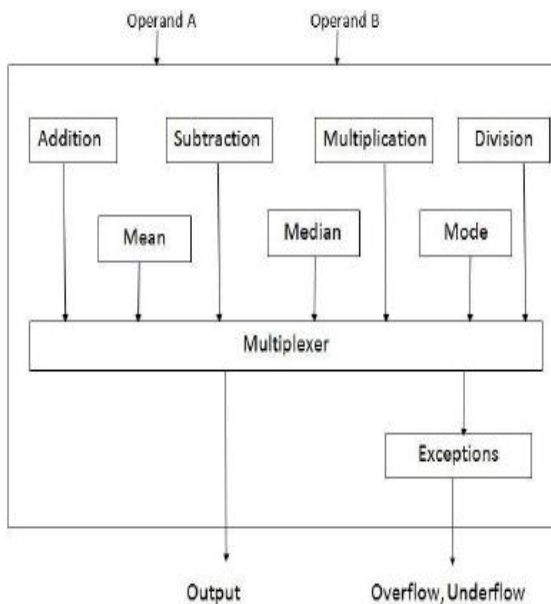 Operand A
Operand B
Addition
Subtraction
Multiplication
Division
Mean
Median
Mode
Multiplexer
Exceptions
Output
Overflow, Underflow